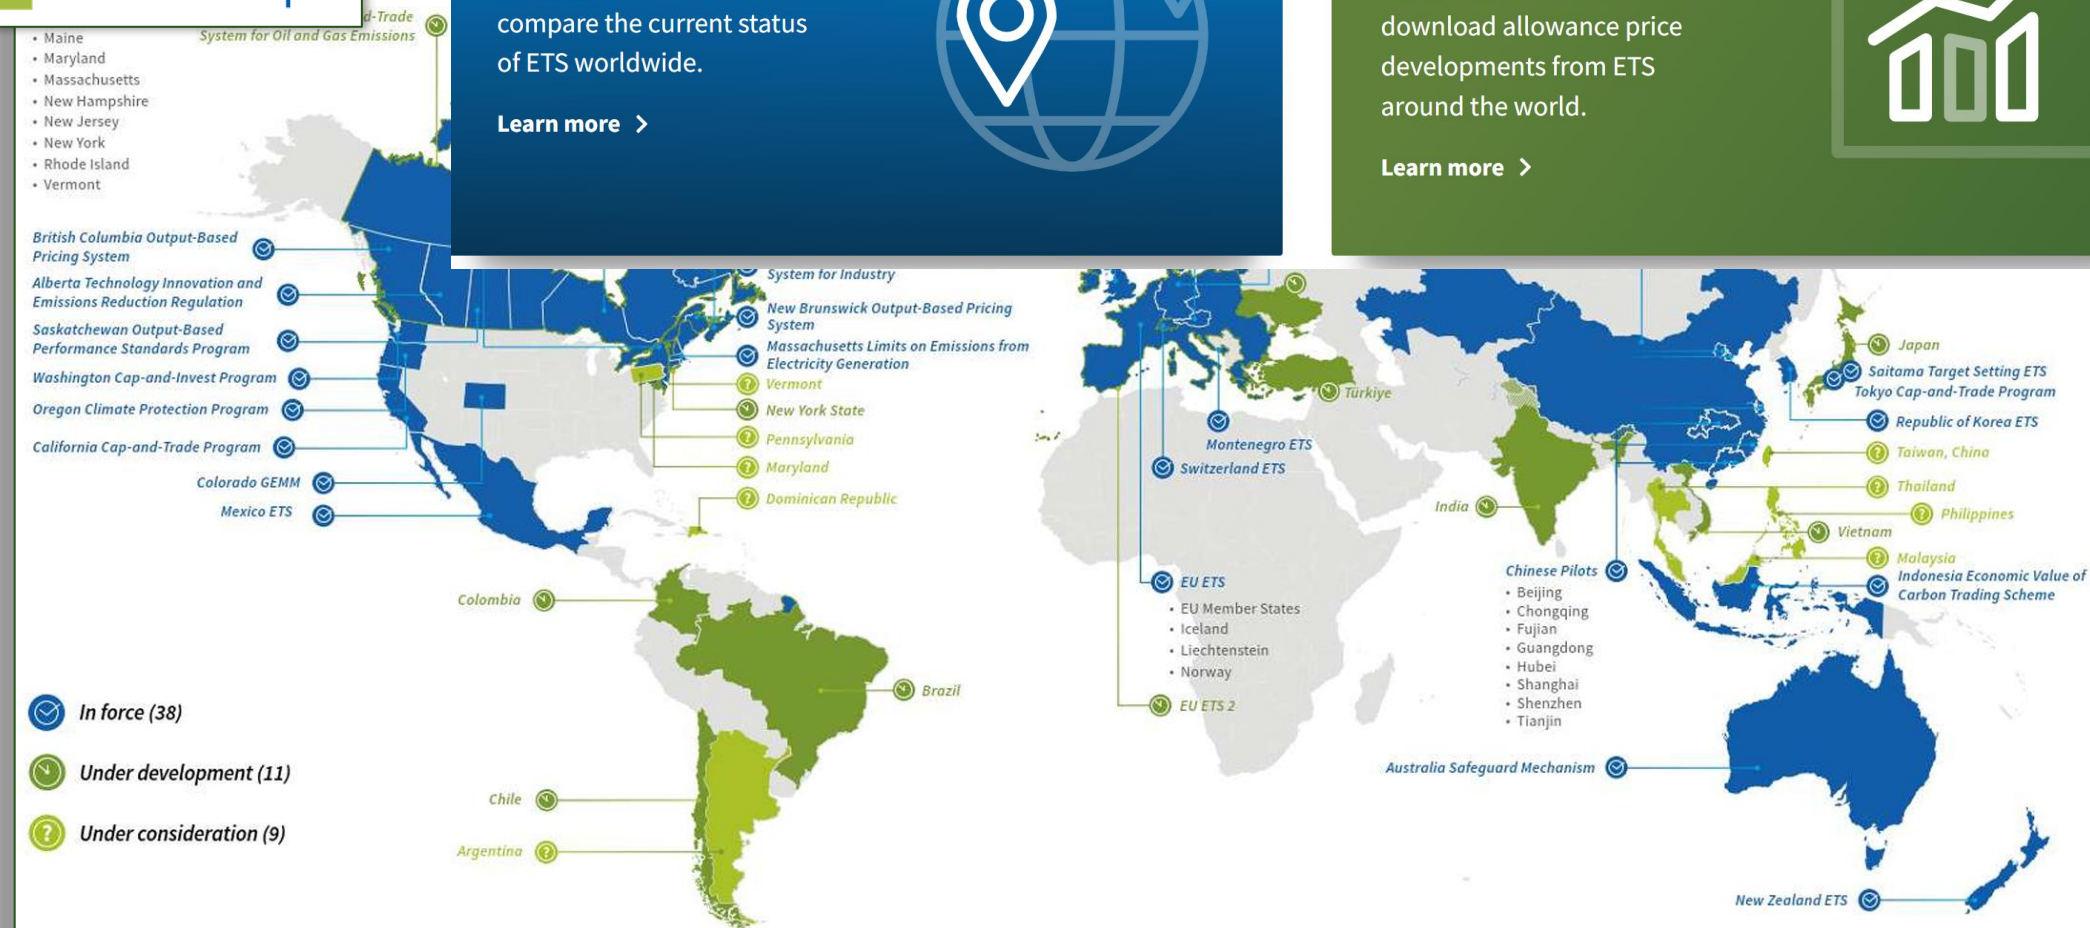 d-Trade
System for Oil and Gas Emissions
• Maine
• Maryland
• Massachusetts
• New Hampshire
• New Jersey
• New York
• Rhode Island
• Vermont
compare the current status
of ETS worldwide.
Learn more
download allowance price
developments from ETS
around the world.
Learn more
British Columbia Output-Based
Pricing System
Alberta Technology Innovation and
Emissions Reduction Regulation
Saskatchewan Output-Based
Performance Standards Program
Washington Cap-and-Invest Program
Oregon Climate Protection Program
California Cap-and-Trade Program
Colorado GEMM
Mexico ETS
System for Industry
New Brunswick Output-Based Pricing
System
Massachusetts Limits on Emissions from
Electricity Generation
Vermont
New York State
Pennsylvania
Maryland
Dominican Republic
Colombia
Brazil
Chile
Argentina
In force (38)
Under development (11)
Under consideration (9)
Türkiye
Montenegro ETS
Switzerland ETS
EU ETS
• EU Member States
• Iceland
• Liechtenstein
• Norway
EU ETS 2
India
Chinese Pilots
• Beijing
• Chongqing
• Fujian
• Guangdong
• Hubei
• Shanghai
• Shenzhen
• Tianjin
Japan
Saitama Target Setting ETS
Tokyo Cap-and-Trade Program
Republic of Korea ETS
Taiwan, China
Thailand
Philippines
Vietnam
Malaysia
Indonesia Economic Value of
Carbon Trading Scheme
Australia Safeguard Mechanism
New Zealand ETS